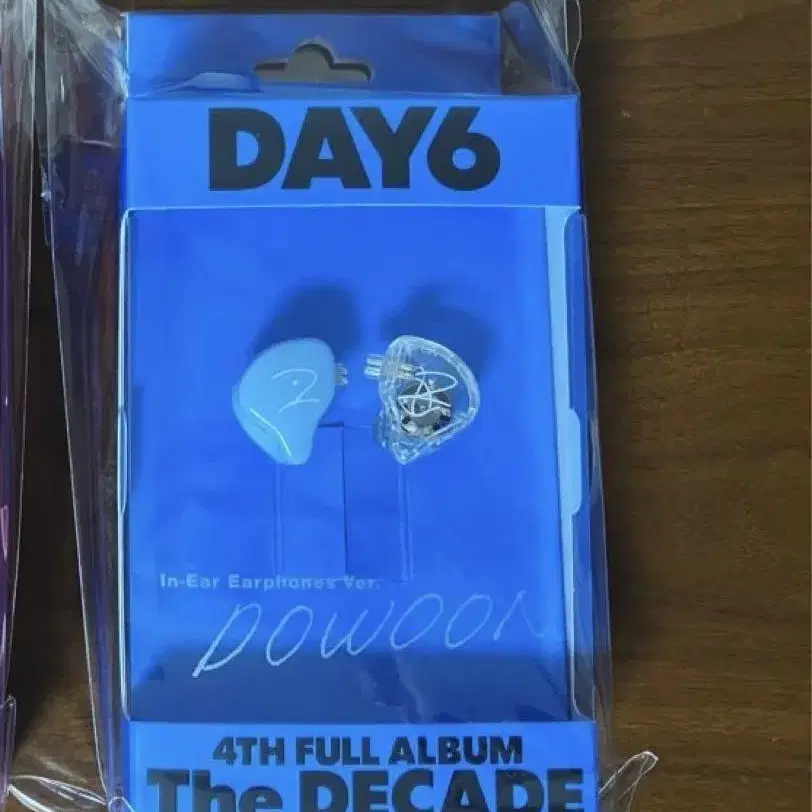 DAY6
In-Ear Earphones Ver.
DOWOON
4TH FULL ALBUM
The DECADE